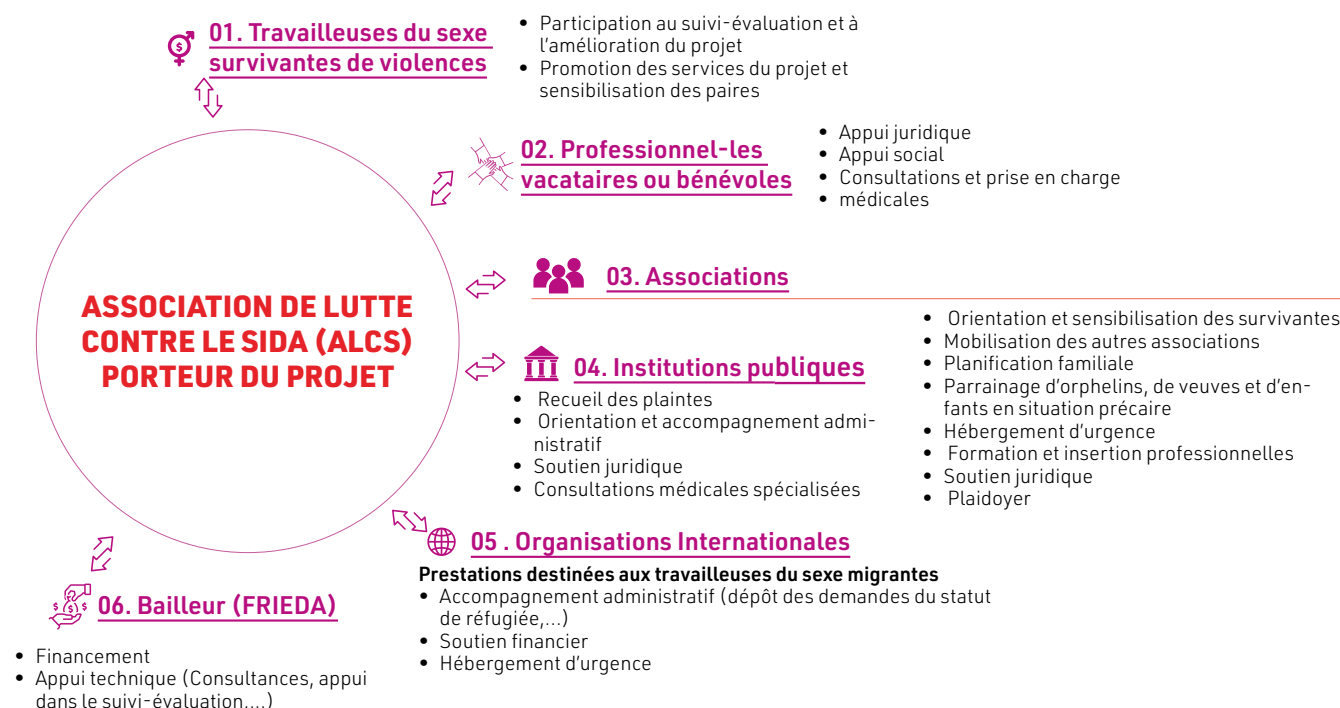 01. Travailleuses du sexe
survivantes de violences
• Participation au suivi-évaluation et à
l'amélioration du projet
• Promotion des services du projet et
sensibilisation des paires
02. Professionnel-les
vacataires ou bénévoles
• Appui juridique
• Appui social
• Consultations et prise en charge
• médicales
ASSOCIATION DE LUTTE
CONTRE LE SIDA (ALCS)
PORTEUR DU PROJET
03. Associations
• Orientation et sensibilisation des survivantes
• Mobilisation des autres associations
• Planification familiale
• Parrainage d'orphelins, de veuves et d'en-
fants en situation précaire
• Hébergement d'urgence
• Formation et insertion professionnelles
• Soutien juridique
• Plaidoyer
04. Institutions publiques
• Recueil des plaintes
• Orientation et accompagnement admi-
nistratif
• Soutien juridique
• Consultations médicales spécialisées
05 . Organisations Internationales
Prestations destinées aux travailleuses du sexe migrantes
• Accompagnement administratif (dépôt des demandes du statut
de réfugiée,...)
• Soutien financier
• Hébergement d'urgence
06. Bailleur (FRIEDA)
• Financement
• Appui technique (Consultances, appui
dans le suivi-évaluation,...)